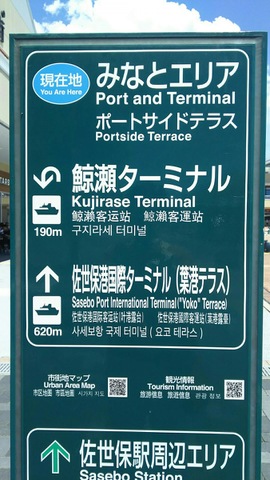 現在地
You Are Here
みなとエリア
Port and Terminal
ポートサイドテラス
Portside Terrace
鯨瀬ターミナル
Kujirase Terminal
鯨瀨客运站 鯨瀨客運站
구지라세 터미널
190m
佐世保港国際ターミナル(葉港テラス)
Sasebo Port International Terminal("Yoko" Terrace)
佐世保港国际客运站(叶港露台) 佐世保港國際客運站(葉港露臺)
사세보항 국제 터미널(요코 테라스)
620m
市街地マップ
Urban Area Map
市区地图 市區地圖 시가지 지도
観光情報
Tourism Information
旅游信息 旅遊信息 관광 정보
佐世保駅周辺エリア
Sasebo Station